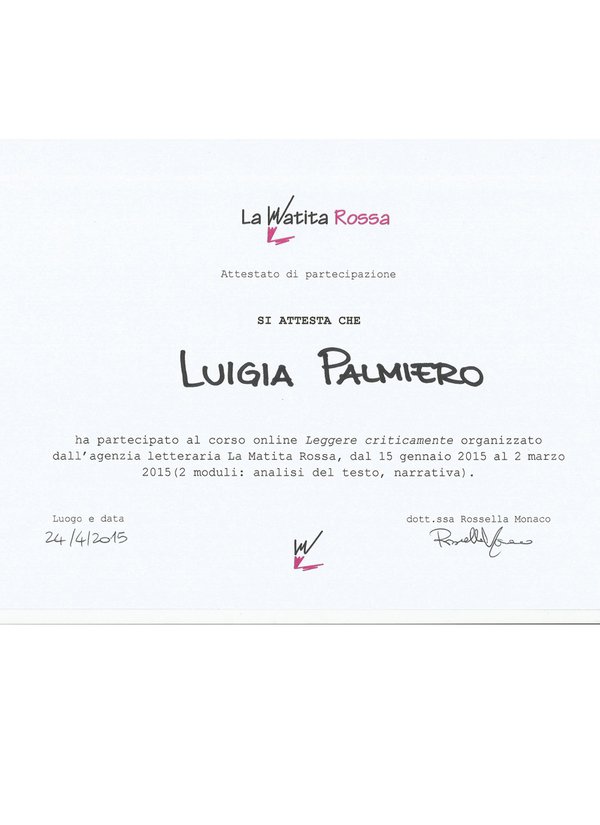 La Matita Rossa
Attestato di partecipazione
SI ATTESTA CHE
LUIGIA PALMIERO
ha partecipato al corso online Leggere criticamente organizzato
dall'agenzia letteraria La Matita Rossa, dal 15 gennaio 2015 al 2 marzo
2015(2 moduli: analisi del testo, narrativa).
Luogo e data
24/4/2015
dott.ssa Rossella Monaco
Rossella Monaco
M